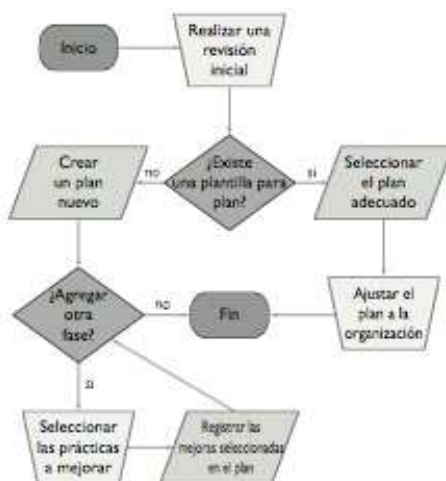 Inicio
Realizar una
revisión
inicial
¿Existe
una plantilla para
plan?
no
si
Crear
un plan
nuevo
Seleccionar
el plan
adecuado
¿Agregar
otra
fase?
no
Fin
Ajustar el
plan a la
organización
si
Seleccionar
las prácticas
a mejorar
Registrar las
mejoras seleccionadas
en el plan